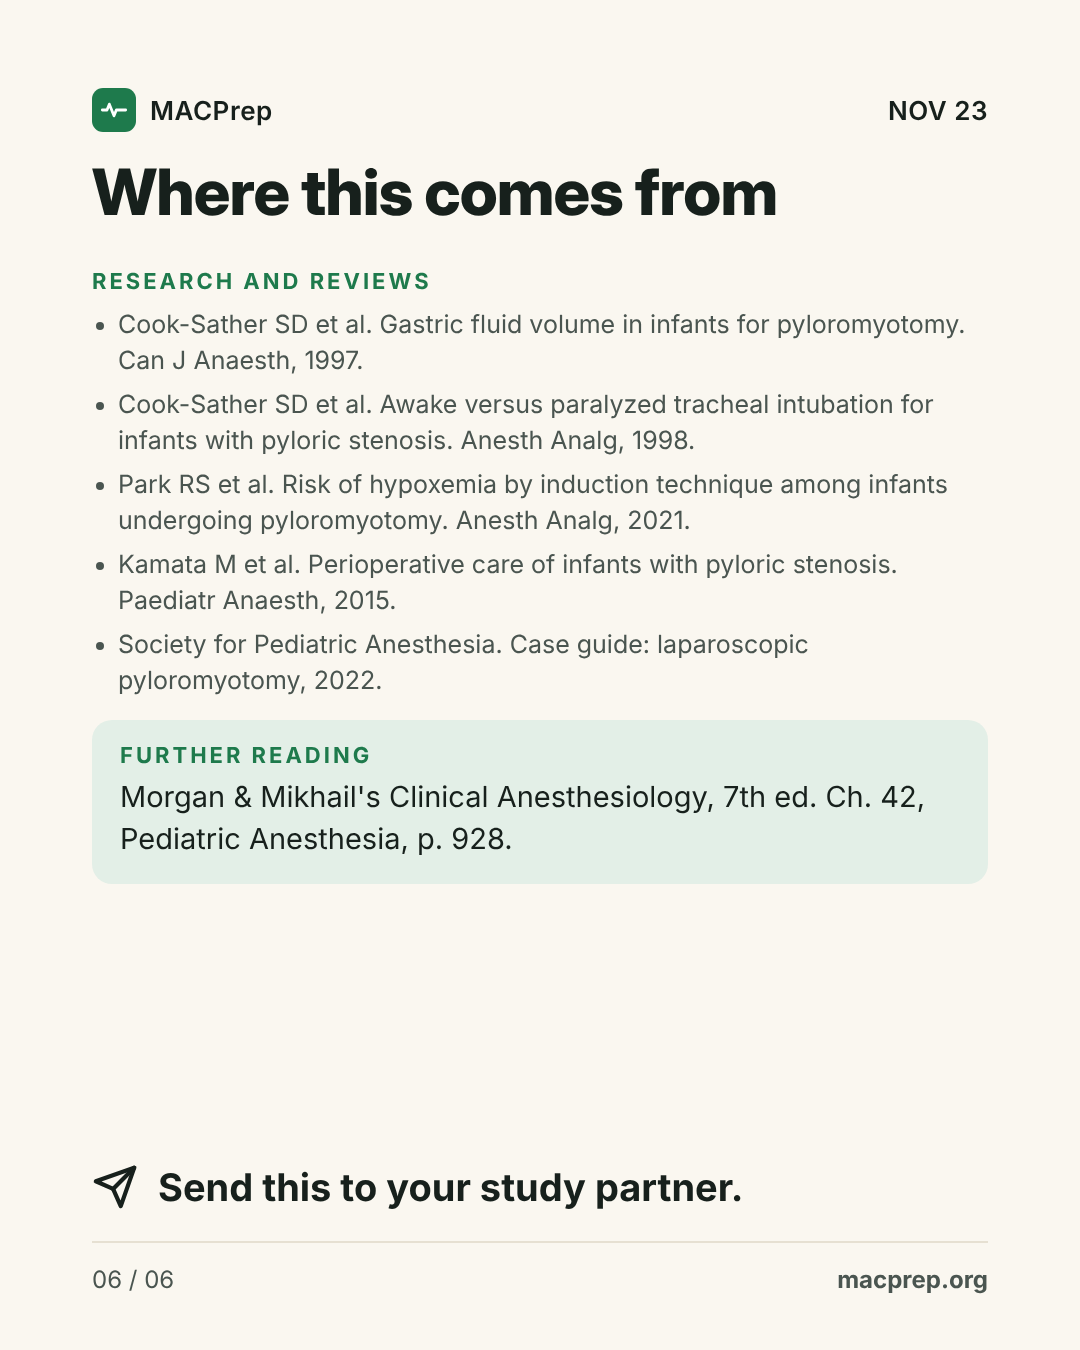 MACPrep
NOV 23
Where this comes from
RESEARCH AND REVIEWS
• Cook-Sather SD et al. Gastric fluid volume in infants for pyloromyotomy.
Can J Anaesth, 1997.
• Cook-Sather SD et al. Awake versus paralyzed tracheal intubation for
infants with pyloric stenosis. Anesth Analg, 1998.
• Park RS et al. Risk of hypoxemia by induction technique among infants
undergoing pyloromyotomy. Anesth Analg, 2021.
• Kamata M et al. Perioperative care of infants with pyloric stenosis.
Paediatr Anaesth, 2015.
• Society for Pediatric Anesthesia. Case guide: laparoscopic
pyloromyotomy, 2022.
FURTHER READING
Morgan & Mikhail's Clinical Anesthesiology, 7th ed. Ch. 42,
Pediatric Anesthesia, p. 928.
Send this to your study partner.
06 / 06
macprep.org